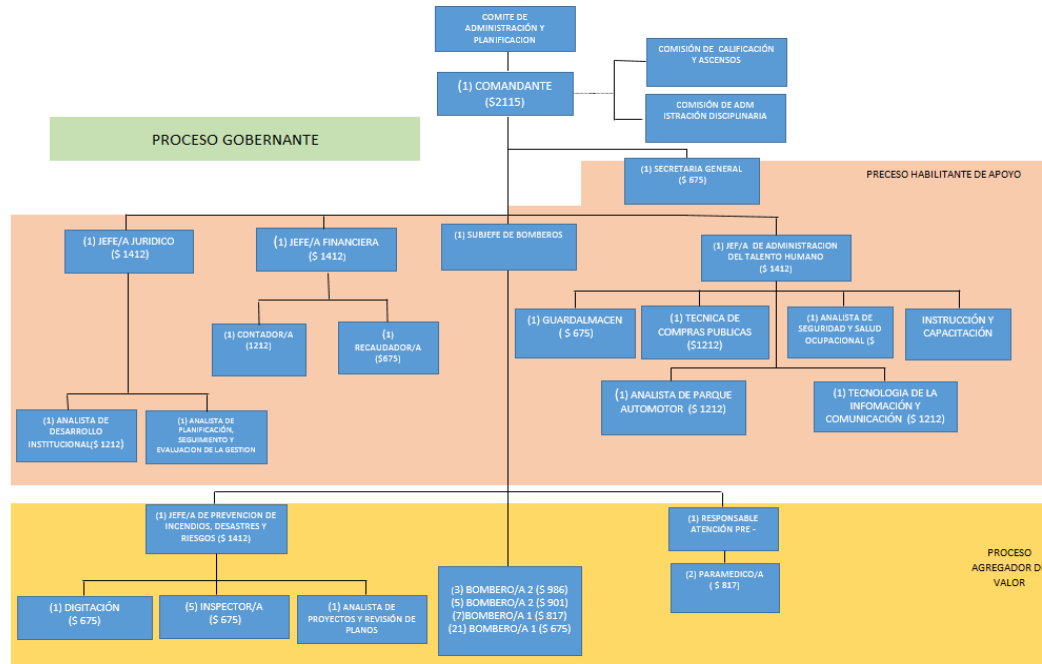 COMITE DE
ADMINISTRACIÓN Y
PLANIFICACION
(1) COMANDANTE
($2115)
COMISIÓN DE CALIFICACIÓN
Y ASCENSOS
COMISIÓN DE ADM
ISTRACIÓN DISCIPLINARIA
PROCESO GOBERNANTE
(1) SECRETARIA GENERAL
($ 675)
PRECESO HABILITANTE DE APOYO
(1) JEFE/A JURIDICO
($ 1412)
(1) JEFE/A FINANCIERA
($ 1412)
(1) SUBJEFE DE BOMBEROS
(1) JEF/A DE ADMINISTRACION
DEL TALENTO HUMANO
($ 1412)
(1) CONTADOR/A
(1212)
(1)
RECAUDADOR/A
($675)
(1) GUARDALMACEN
( $ 675)
(1) TECNICA DE
COMPRAS PUBLICAS
($1212)
(1) ANALISTA DE
SEGURIDAD Y SALUD
OCUPACIONAL ($
INSTRUCCIÓN Y
CAPACITACIÓN
(1) ANALISTA DE PARQUE
AUTOMOTOR ($ 1212)
(1) TECNOLOGIA DE LA
INFOMACIÓN Y
COMUNICACIÓN ($ 1212)
(1) ANALISTA DE
DESARROLLO
INSTITUCIONAL($ 1212)
(1) ANALISTA DE
PLANIFICACIÓN,
SEGUIMIENTO Y
EVALUACION DE LA GESTION
(1) JEFE/A DE PREVENCION DE
INCENDIOS, DESASTRES Y
RIESGOS ($ 1412)
(1) RESPONSABLE
ATENCIÓN PRE -
PROCESO
AGREGADOR D
VALOR
(1) DIGITACIÓN
($ 675)
(5) INSPECTOR/A
($ 675)
(1) ANALISTA DE
PROYECTOS Y REVISIÓN DE
PLANOS
(3) BOMBERO/A 2 ($ 986)
(5) BOMBERO/A 2 ($ 901)
(7)BOMBERO/A 1 ($ 817)
(21) BOMBERO/A 1 ($ 675)
(2) PARAMEDICO/A
( $ 817)